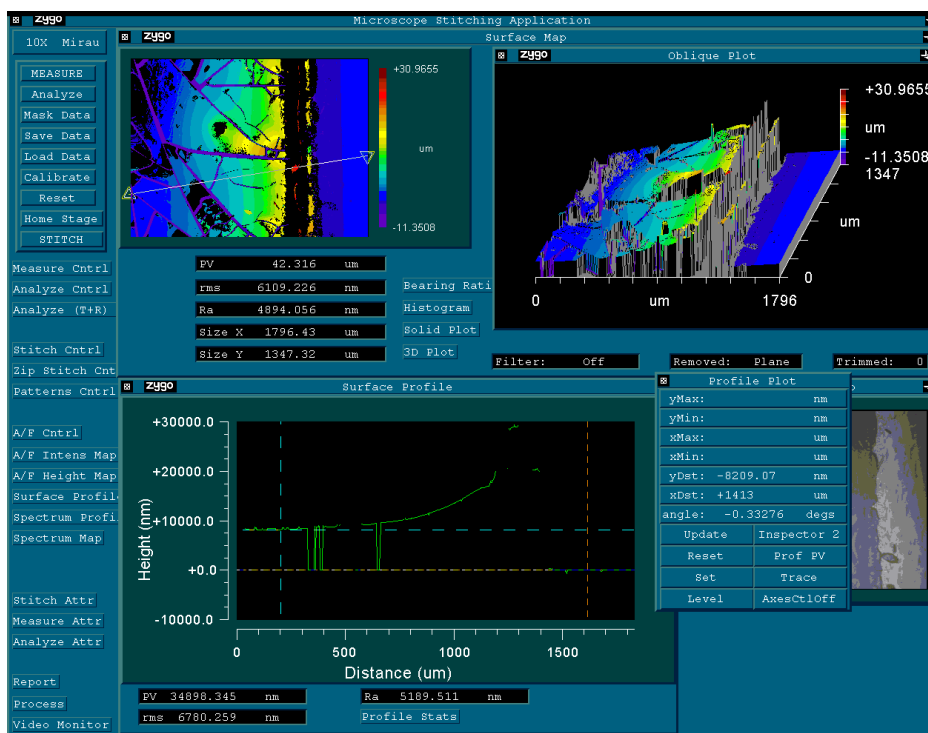 zygo Microscope Stitching Application
10X Mirau
MEASURE
Analyze
Mask Data
Save Data
Load Data
Calibrate
Reset
Home Stage
STITCH
Measure Cntrl
Analyze Cntrl
Analyze (T+R)
Stitch Cntrl
Zip Stitch Cnt
Patterns Cntrl
A/F Cntrl
A/F Intens Map
A/F Height Map
Surface Profil
Spectrum Profi
Spectrum Map
Stitch Attr
Measure Attr
Analyze Attr
Report
Process
Video Monitor
zygo Surface Map
+30.9655
um
-11.3508
PV 42.316 um
rms 6109.226 nm
Ra 4894.056 nm
Size X 1796.43 um
Size Y 1347.32 um
Bearing Rati
Histogram
Solid Plot
3D Plot
zygo Oblique Plot
+30.9655
um
-11.3508
1347
um
0
0 um 1796
Filter: Off Removed: Plane Trimmed: 0
zygo Surface Profile
+30000.0
+20000.0
+10000.0
+0.0
-10000.0
Height (nm)
0 500 1000 1500
Distance (um)
PV 34898.345 nm Ra 5189.511 nm
rms 6780.259 nm Profile Stats
Profile Plot
yMax: nm
yMin: nm
xMax: um
xMin: um
yDst: -8209.07 nm
xDst: +1413 um
angle: -0.33276 degs
Update Inspector 2
Reset Prof PV
Set Trace
Level AxesCtlOff